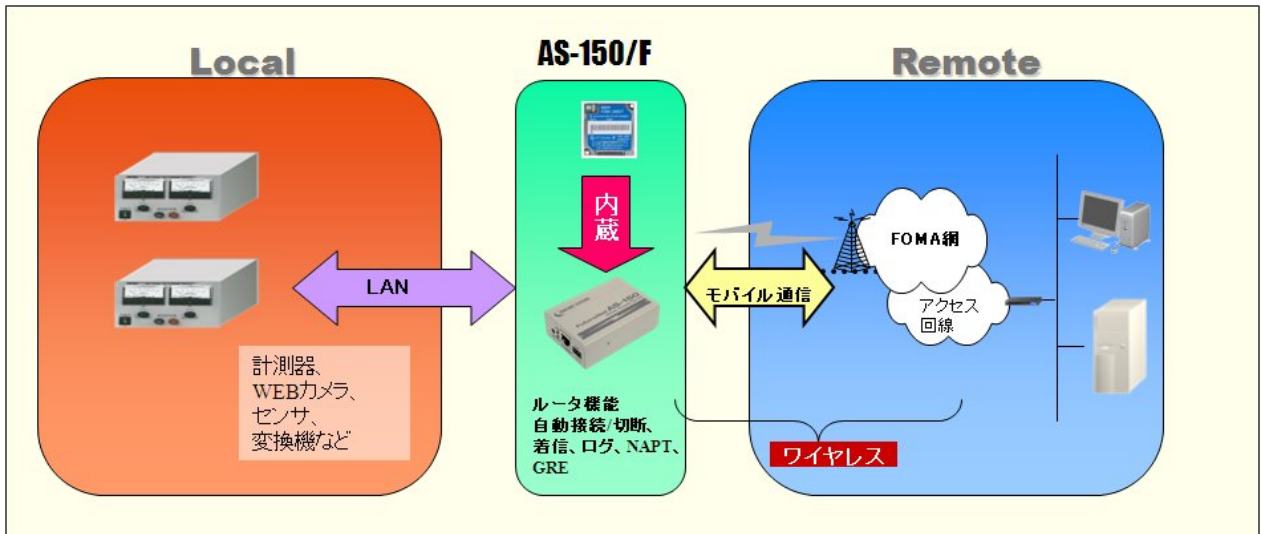 Local
AS-150/F
Remote
内蔵
FOMA網
アクセス
回線
LAN
モバイル通信
AS-150
計測器、
WEBカメラ、
センサ、
変換機など
ルータ機能
自動接続/切断、
着信、ログ、NAPT、
GRE
ワイヤレス